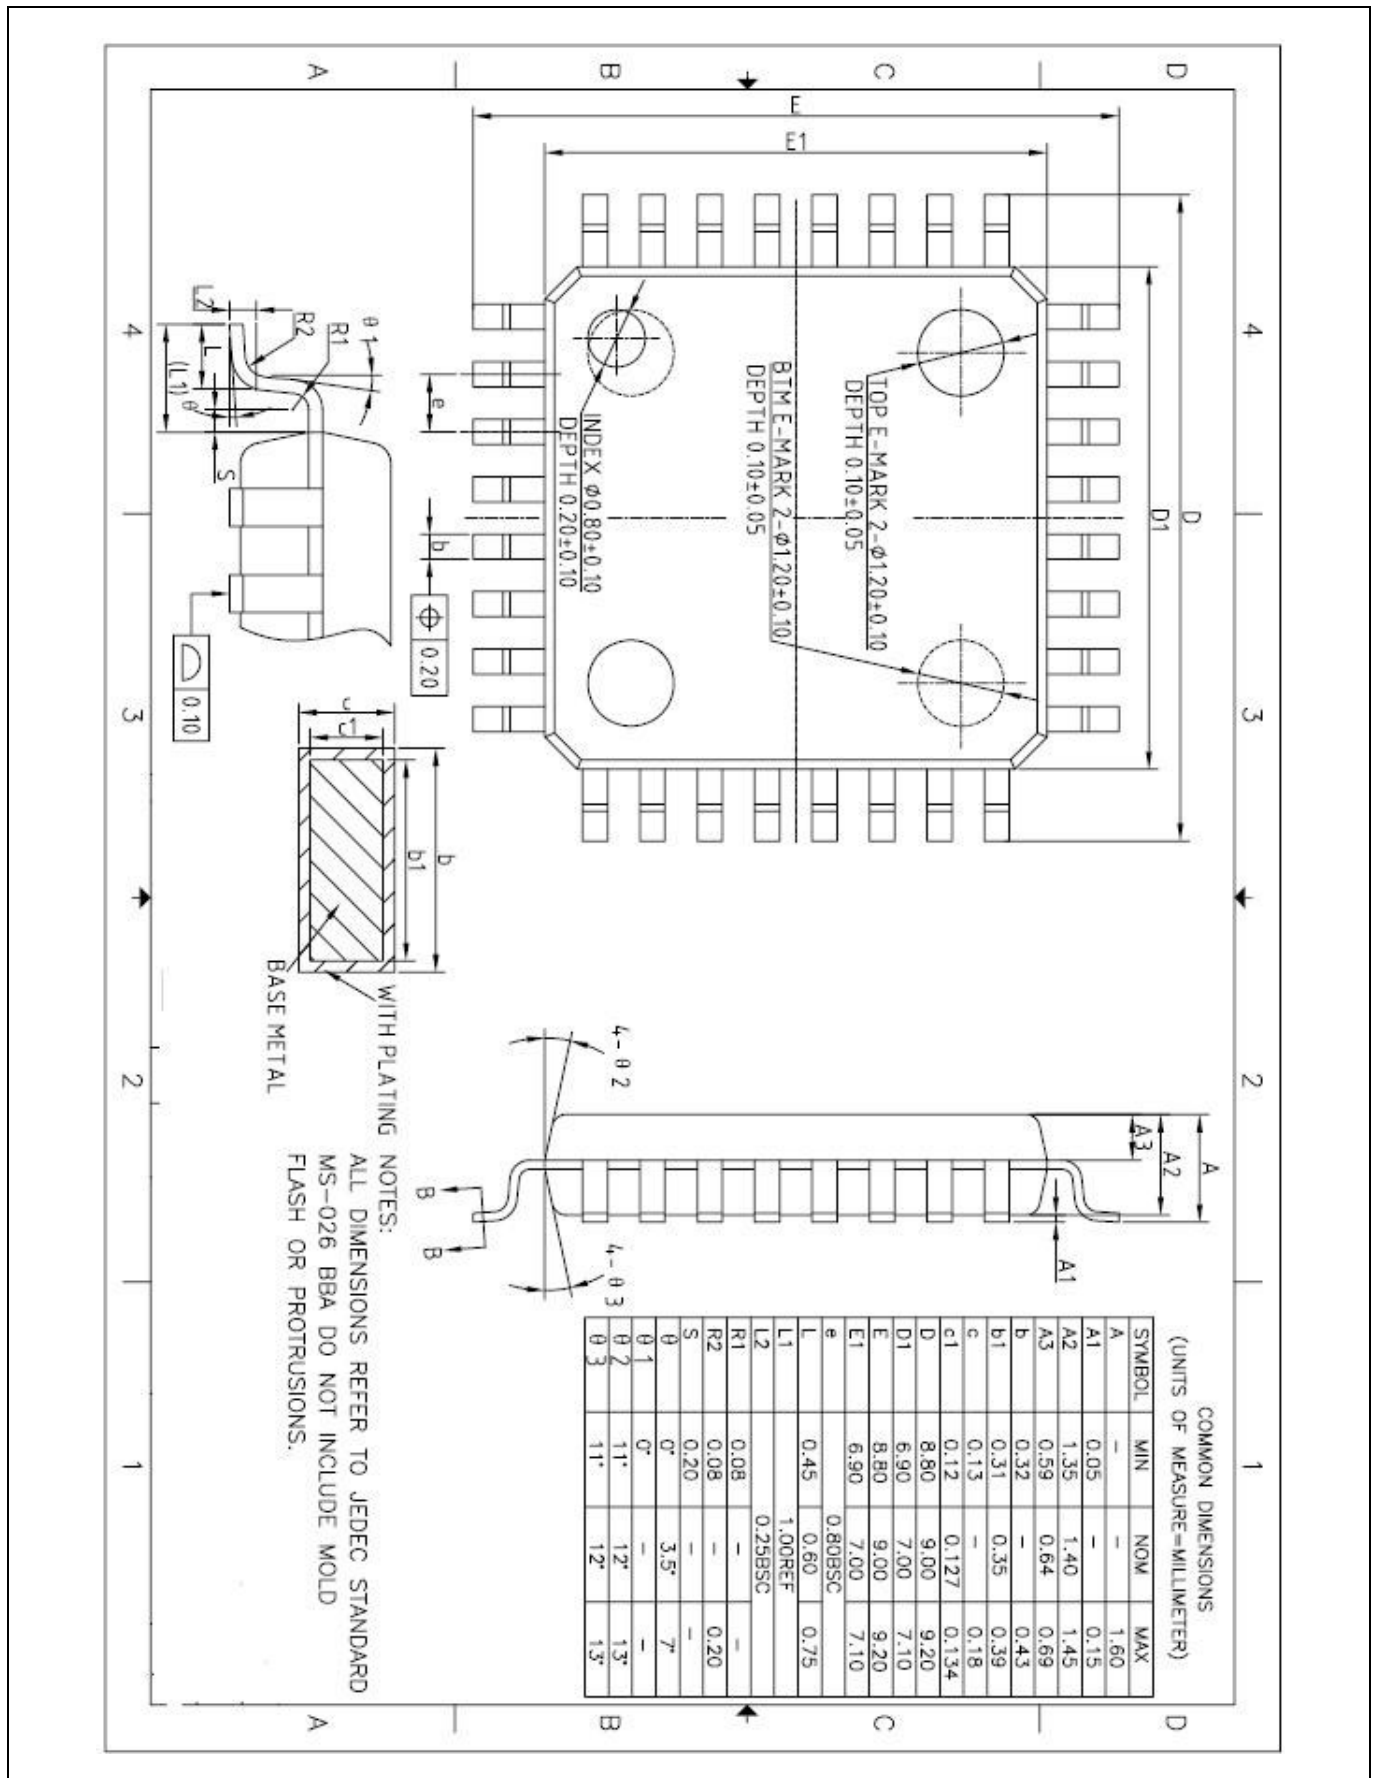 D
C
B
A
4
3
2
1
4
3
2
1
D
C
B
A
D
D1
E
E1
TOP E-MARK 2-Ø1.20±0.10
DEPTH 0.10±0.05
BTM E-MARK 2-Ø1.20±0.10
DEPTH 0.10±0.05
INDEX Ø0.80±0.10
DEPTH 0.20±0.10
e
b
0.20
A
A2
A3
A1
4-θ2
4-θ3
B
B
θ1
R1
R2
L2
L
(L1)
θ
S
0.10
b
b1
c1
WITH PLATING
BASE METAL
COMMON DIMENSIONS
(UNITS OF MEASURE=MILLIMETER)
SYMBOL MIN NOM MAX
A – – 1.60
A1 0.05 – 0.15
A2 1.35 1.40 1.45
A3 0.59 0.64 0.69
b 0.32 – 0.43
b1 0.31 0.35 0.39
c 0.13 – 0.18
c1 0.12 0.127 0.134
D 8.80 9.00 9.20
D1 6.90 7.00 7.10
E 8.80 9.00 9.20
E1 6.90 7.00 7.10
e 0.80BSC
L 0.45 0.60 0.75
L1 1.00REF
L2 0.25BSC
R1 0.08 – –
R2 0.08 – 0.20
S 0.20 – –
θ 0° 3.5° 7°
θ1 0° – –
θ2 11° 12° 13°
θ3 11° 12° 13°
NOTES:
ALL DIMENSIONS REFER TO JEDEC STANDARD
MS-026 BBA DO NOT INCLUDE MOLD
FLASH OR PROTRUSIONS.